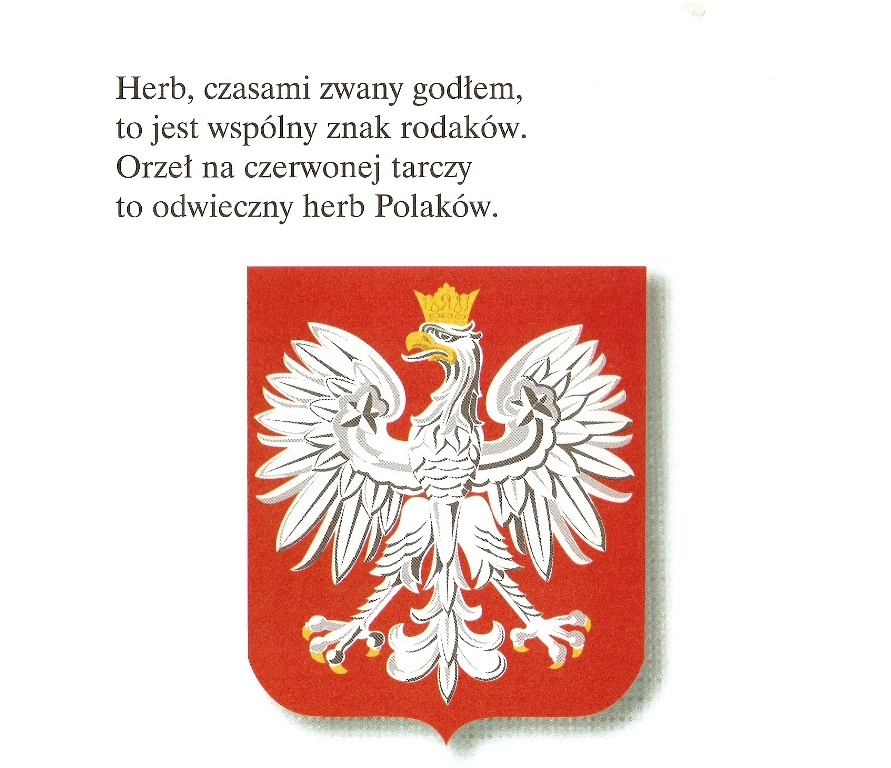 Herb, czasami zwany godłem,
to jest wspólny znak rodaków.
Orzeł na czerwonej tarczy
to odwieczny herb Polaków.